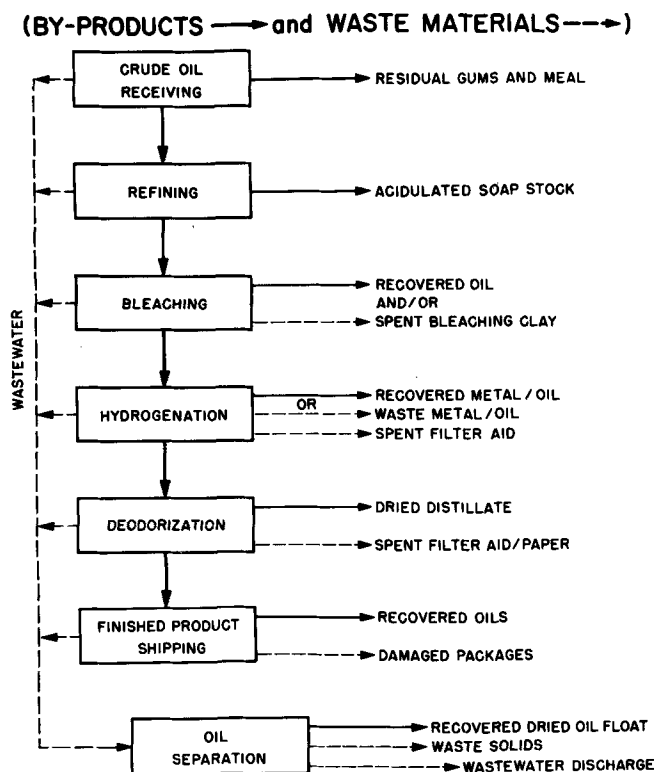 (BY-PRODUCTS and WASTE MATERIALS )
CRUDE OIL
RECEIVING
RESIDUAL GUMS AND MEAL
REFINING
ACIDULATED SOAP STOCK
BLEACHING
RECOVERED OIL
AND/OR
SPENT BLEACHING CLAY
WASTEWATER
HYDROGENATION
OR
RECOVERED METAL/OIL
WASTE METAL/OIL
SPENT FILTER AID
DEODORIZATION
DRIED DISTILLATE
SPENT FILTER AID/PAPER
FINISHED PRODUCT
SHIPPING
RECOVERED OILS
DAMAGED PACKAGES
OIL
SEPARATION
RECOVERED DRIED OIL FLOAT
WASTE SOLIDS
WASTEWATER DISCHARGE